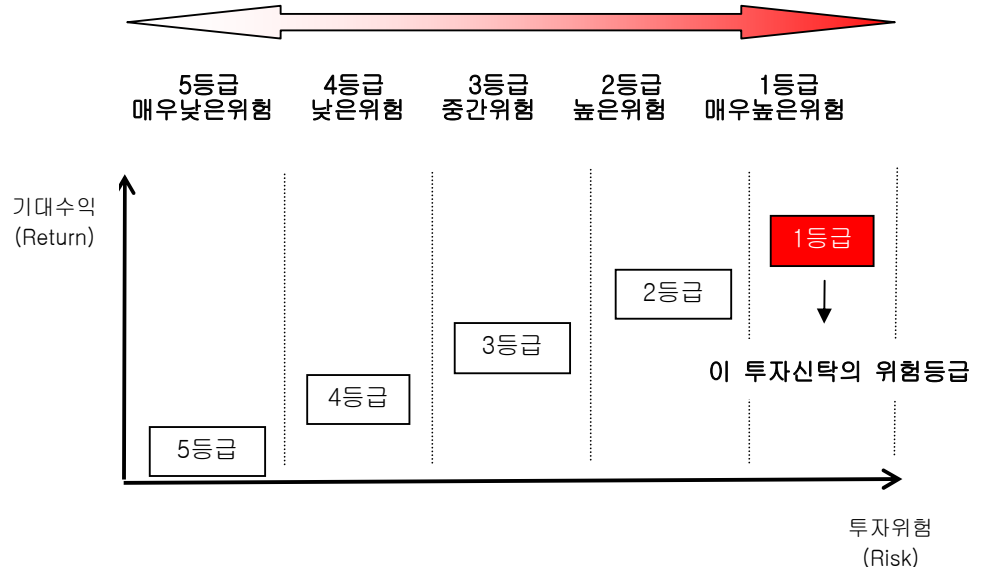 5등급
매우낮은위험
4등급
낮은위험
3등급
중간위험
2등급
높은위험
1등급
매우높은위험
기대수익
(Return)
1등급
2등급
3등급
이 투자신탁의 위험등급
4등급
5등급
투자위험
(Risk)